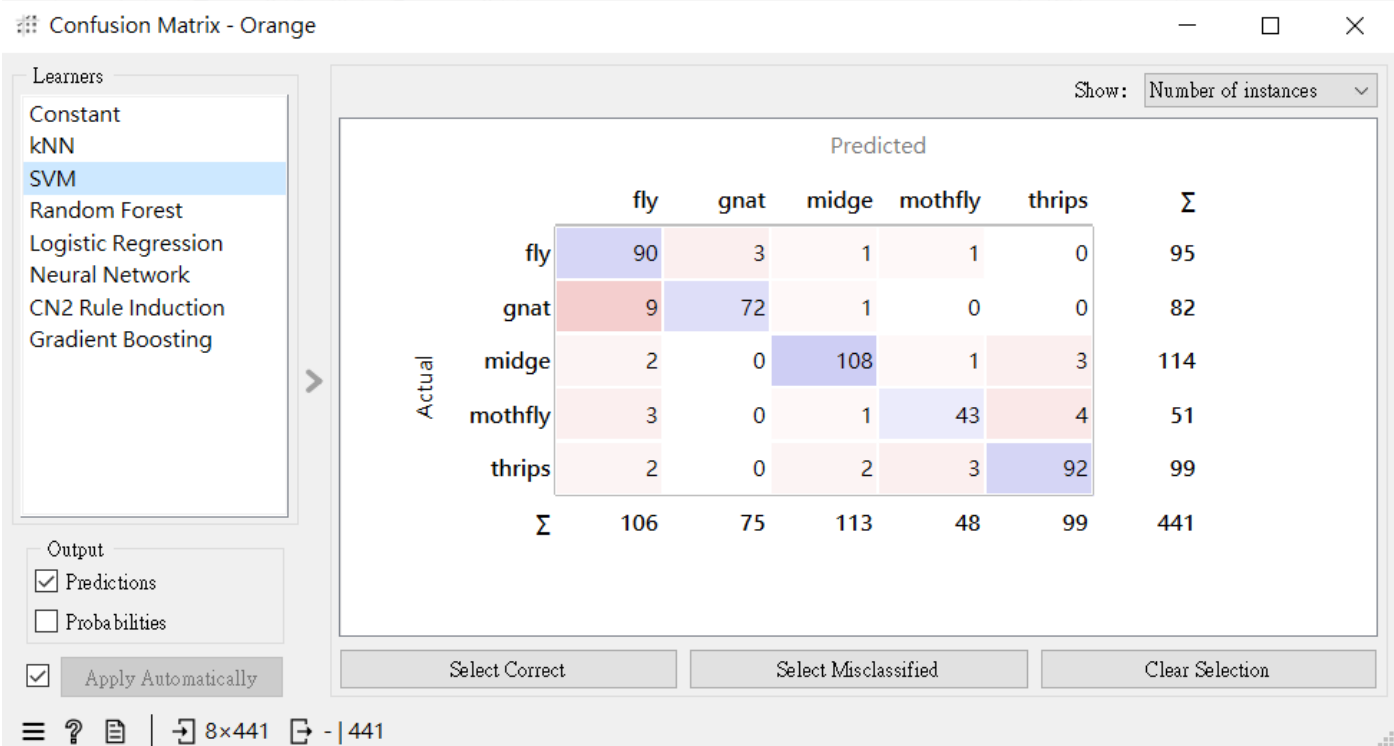 Confusion Matrix - Orange
Learners
Constant
kNN
SVM
Random Forest
Logistic Regression
Neural Network
CN2 Rule Induction
Gradient Boosting
Output
Predictions
Probabilities
Apply Automatically
Show: Number of instances
Predicted
fly gnat midge mothfly thrips Σ
Actual
fly 90 3 1 1 0 95
gnat 9 72 1 0 0 82
midge 2 0 108 1 3 114
mothfly 3 0 1 43 4 51
thrips 2 0 2 3 92 99
Σ 106 75 113 48 99 441
Select Correct Select Misclassified Clear Selection
? 8×441 - | 441